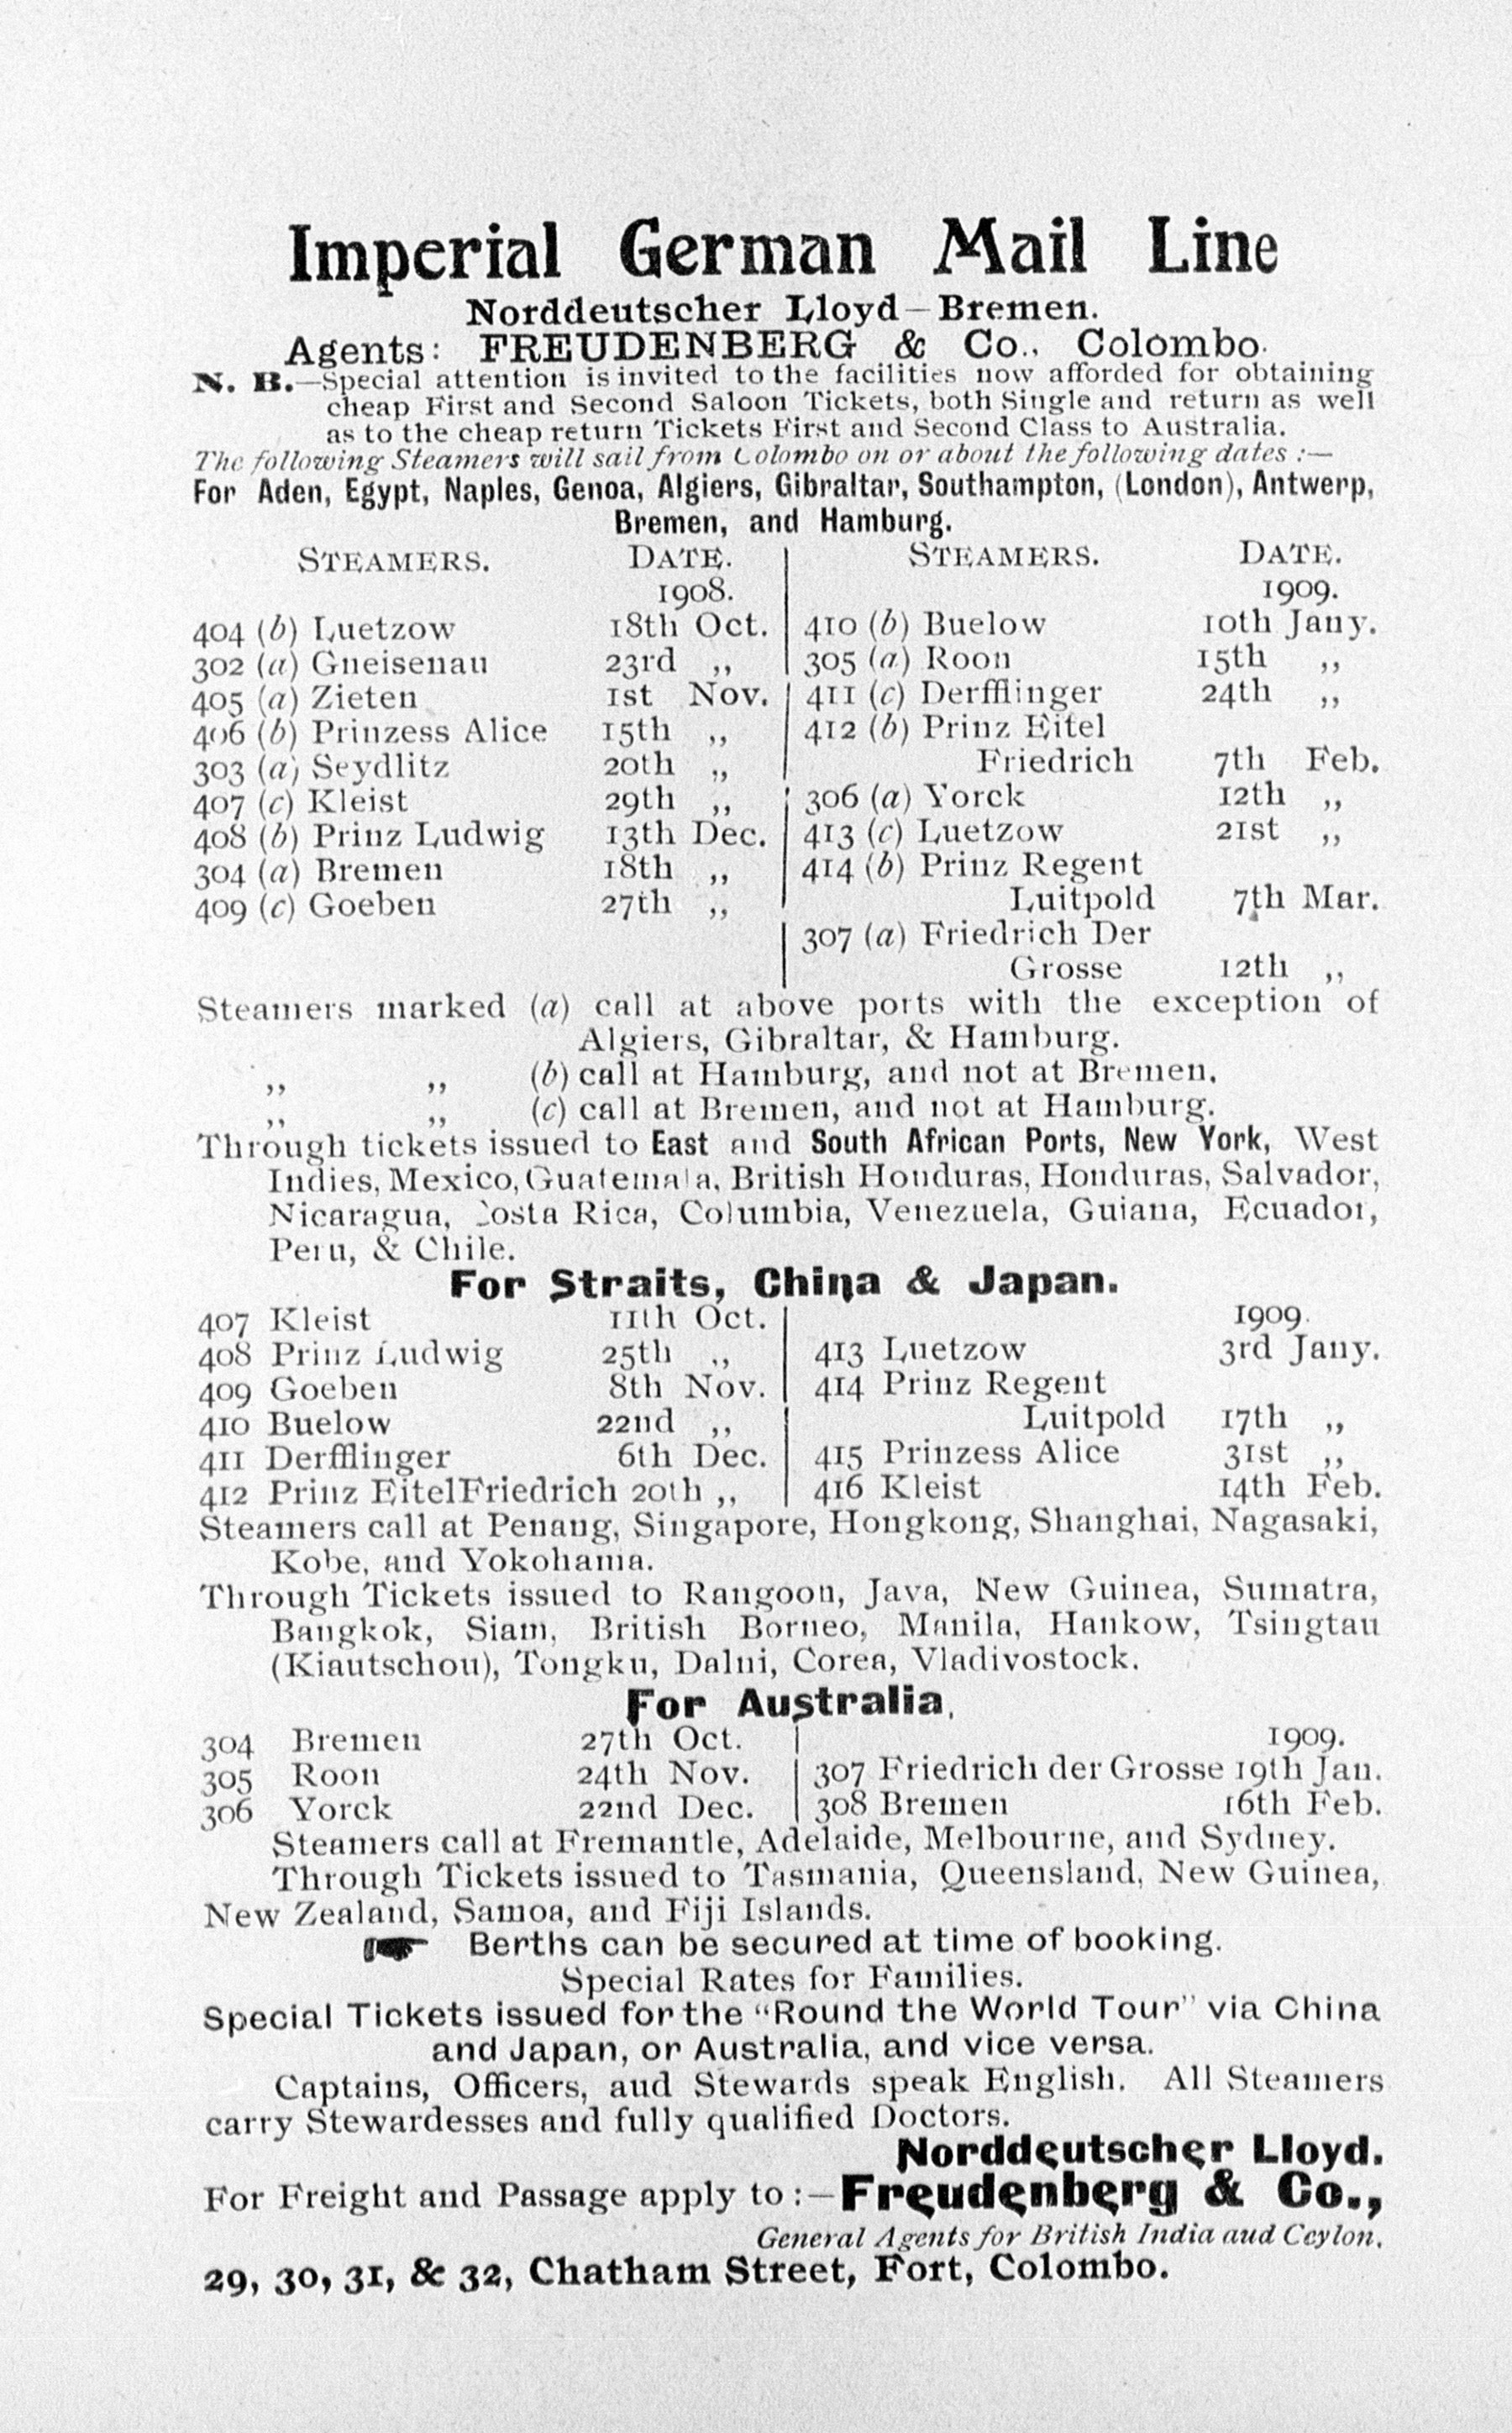 Imperial German Mail Line
Norddeutscher Lloyd—Bremen.
Agents: FREUDENBERG & Co., Colombo.
N. B.—Special attention is invited to the facilities now afforded for obtaining
cheap First and Second Saloon Tickets, both Single and return as well
as to the cheap return Tickets First and Second Class to Australia.
The following Steamers will sail from Colombo on or about the following dates :—
For Aden, Egypt, Naples, Genoa, Algiers, Gibraltar, Southampton, (London), Antwerp,
Bremen, and Hamburg.
STEAMERS. DATE.
1908.
404 (b) Luetzow 18th Oct.
302 (a) Gneisenau 23rd ,,
405 (a) Zieten 1st Nov.
406 (b) Prinzess Alice 15th ,,
303 (a) Seydlitz 20th ,,
407 (c) Kleist 29th ,,
408 (b) Prinz Ludwig 13th Dec.
304 (a) Bremen 18th ,,
409 (c) Goeben 27th ,,
STEAMERS. DATE.
1909.
410 (b) Buelow 10th Jany.
305 (a) Roon 15th ,,
411 (c) Derfflinger 24th ,,
412 (b) Prinz Eitel
Friedrich 7th Feb.
306 (a) Yorck 12th ,,
413 (c) Luetzow 21st ,,
414 (b) Prinz Regent
Luitpold 7th Mar.
307 (a) Friedrich Der
Grosse 12th ,,
Steamers marked (a) call at above ports with the exception of
Algiers, Gibraltar, & Hamburg.
,, ,, (b) call at Hamburg, and not at Bremen.
,, ,, (c) call at Bremen, and not at Hamburg.
Through tickets issued to East and South African Ports, New York, West
Indies, Mexico, Guatemala, British Honduras, Honduras, Salvador,
Nicaragua, Costa Rica, Columbia, Venezuela, Guiana, Ecuador,
Peru, & Chile.
For Straits, China & Japan.
407 Kleist 11th Oct.
408 Prinz Ludwig 25th ,,
409 Goeben 8th Nov.
410 Buelow 22nd ,,
411 Derfflinger 6th Dec.
412 Prinz EitelFriedrich 20th ,,
1909.
413 Luetzow 3rd Jany.
414 Prinz Regent
Luitpold 17th ,,
415 Prinzess Alice 31st ,,
416 Kleist 14th Feb.
Steamers call at Penang, Singapore, Hongkong, Shanghai, Nagasaki,
Kobe, and Yokohama.
Through Tickets issued to Rangoon, Java, New Guinea, Sumatra,
Bangkok, Siam, British Borneo, Manila, Hankow, Tsingtau
(Kiautschou), Tongku, Dalni, Corea, Vladivostock.
For Australia.
304 Bremen 27th Oct.
305 Roon 24th Nov.
306 Yorck 22nd Dec.
1909.
307 Friedrich der Grosse 19th Jan.
308 Bremen 16th Feb.
Steamers call at Fremantle, Adelaide, Melbourne, and Sydney.
Through Tickets issued to Tasmania, Queensland, New Guinea,
New Zealand, Samoa, and Fiji Islands.
Berths can be secured at time of booking.
Special Rates for Families.
Special Tickets issued for the "Round the World Tour" via China
and Japan, or Australia, and vice versa.
Captains, Officers, and Stewards speak English. All Steamers
carry Stewardesses and fully qualified Doctors.
Norddeutscher Lloyd.
For Freight and Passage apply to :—Freudenberg & Co.,
General Agents for British India and Ceylon.
29, 30, 31, & 32, Chatham Street, Fort, Colombo.